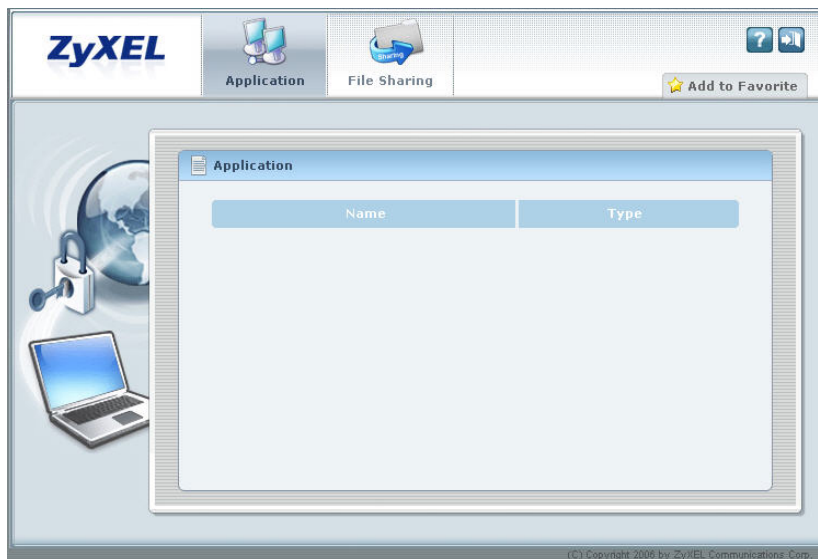 ZyXEL
Application
Sharing
File Sharing
?
Add to Favorite
Application
Name
Type
(C) Copyright 2006 by ZyXEL Communications Corp.